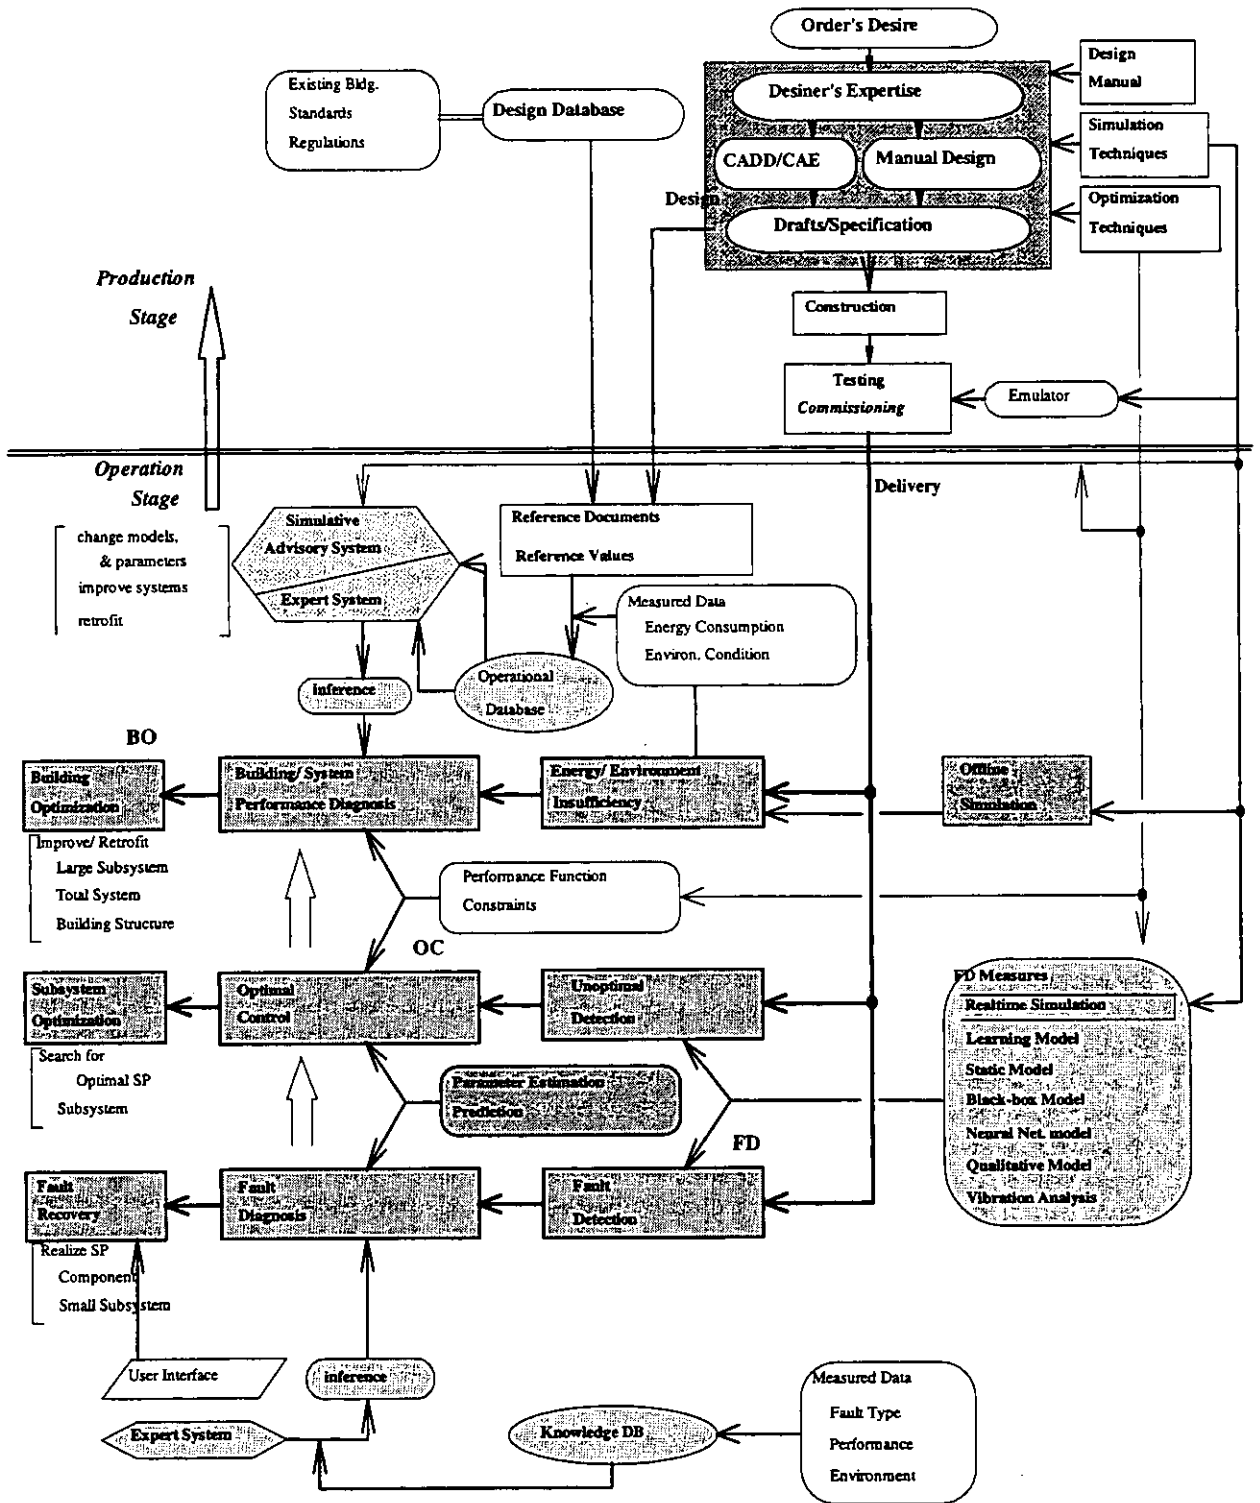 Order's Desire
Design
Manual
Existing Bldg.
Standards
Regulations
Design Database
Desiner's Expertise
Simulation
Techniques
CADD/CAE
Manual Design
Design
Optimization
Techniques
Drafts/Specification
Production
Stage
Construction
Testing
Commissioning
Emulator
Operation
Stage
Delivery
change models,
& parameters
improve systems
retrofit
Simulative
Advisory System
Expert System
Reference Documents
Reference Values
Measured Data
Energy Consumption
Environ. Condition
Inference
Operational
Database
BO
Building
Optimization
Building/ System
Performance Diagnosis
Energy/ Environment
Insufficiency
Offline
Simulation
Improve/ Retrofit
Large Subsystem
Total System
Building Structure
Performance Function
Constraints
OC
Subsystem
Optimization
Optimal
Control
Unoptimal
Detection
FD Measures
Realtime Simulation
Learning Model
Static Model
Black-box Model
Neural Net. model
Qualitative Model
Vibration Analysis
Search for
Optimal SP
Subsystem
Parameter Estimation
Prediction
FD
Fault
Recovery
Fault
Diagnosis
Fault
Detection
Realize SP
Component
Small Subsystem
User Interface
inference
Expert System
Knowledge DB
Measured Data
Fault Type
Performance
Environment